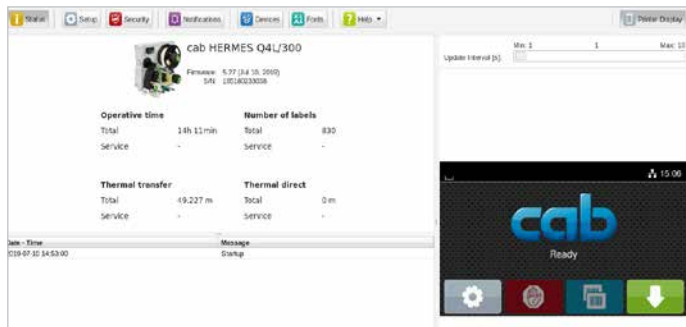 Status Setup Security Notifications Devices Fonts Help Printer Display
cab HERMES Q4L/300
Firmware: 5.27 (Jul 10, 2019)
S/N:
Min: 1 1 Max: 10
Update Interval [s]:
Operative time Number of labels
Total 14h 11min Total 830
Service - Service -
Thermal transfer Thermal direct
Total 49.227 m Total 0 m
Service - Service -
Date - Time Message
2019-07-10 14:53:00 Startup
15:06
cab
Ready